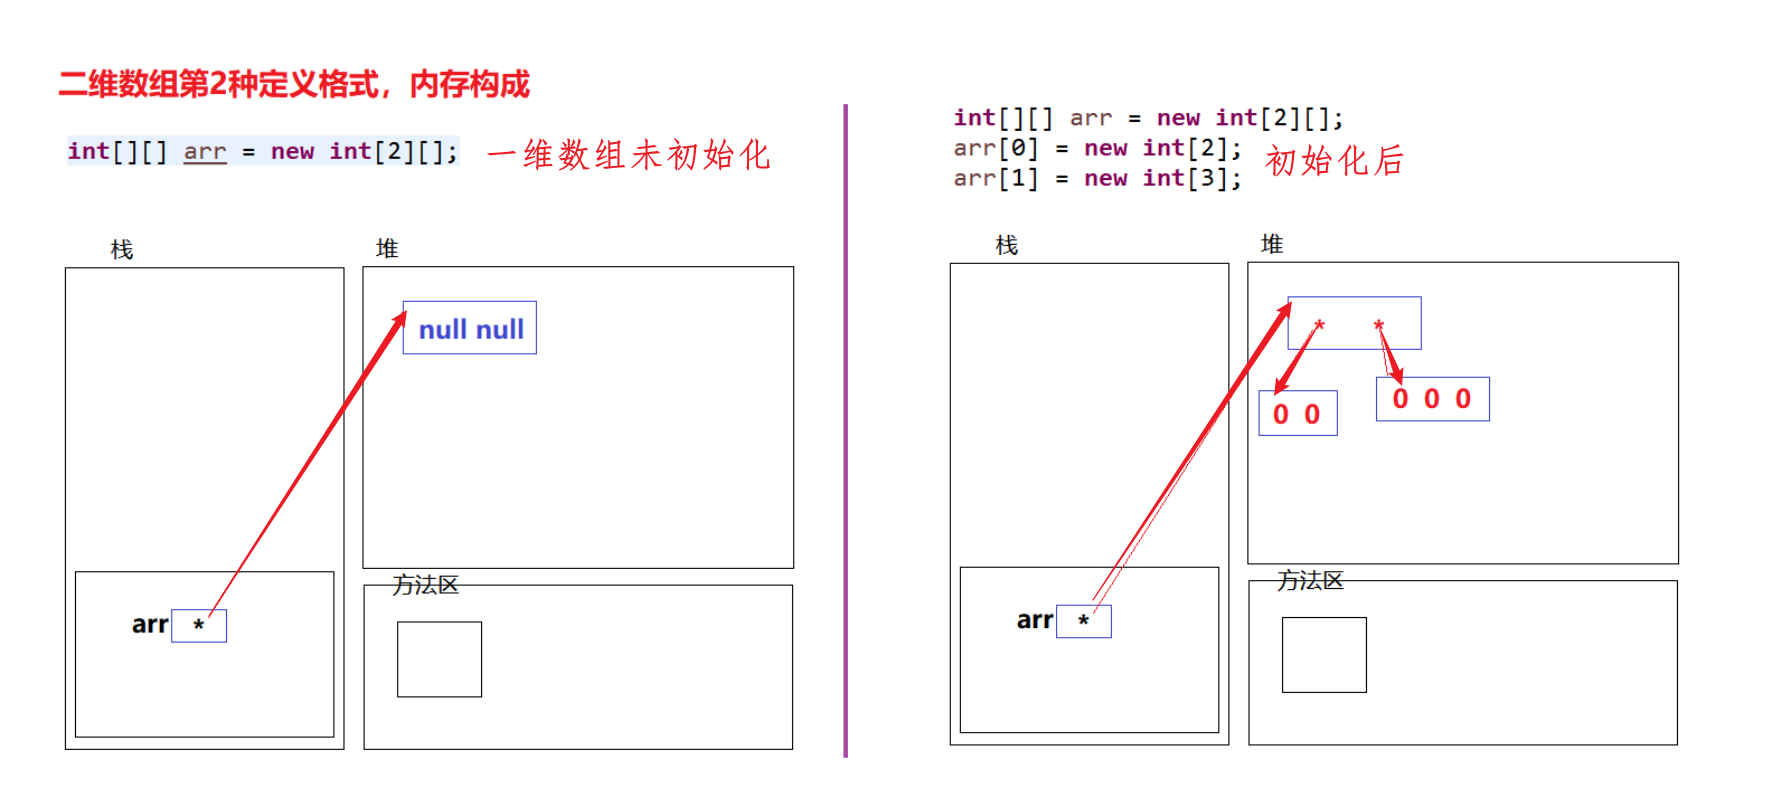 二维数组第2种定义格式，内存构成
int[][] arr = new int[2][]; 一维数组未初始化
栈 堆
null null
方法区
arr *
int[][] arr = new int[2][];
arr[0] = new int[2];
arr[1] = new int[3];
初始化后
栈 堆
* *
0 0
0 0 0
方法区
arr *